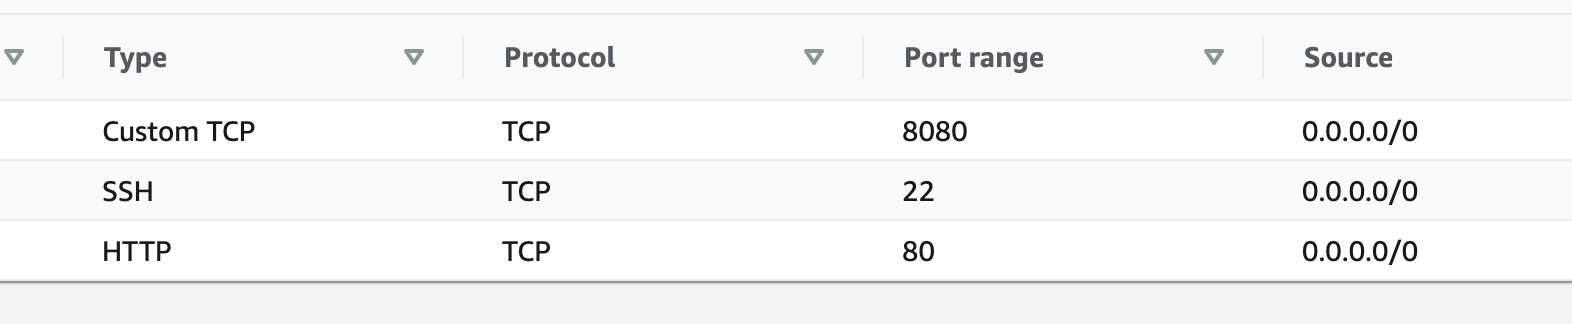 Type Protocol Port range Source
Custom TCP TCP 8080 0.0.0.0/0
SSH TCP 22 0.0.0.0/0
HTTP TCP 80 0.0.0.0/0